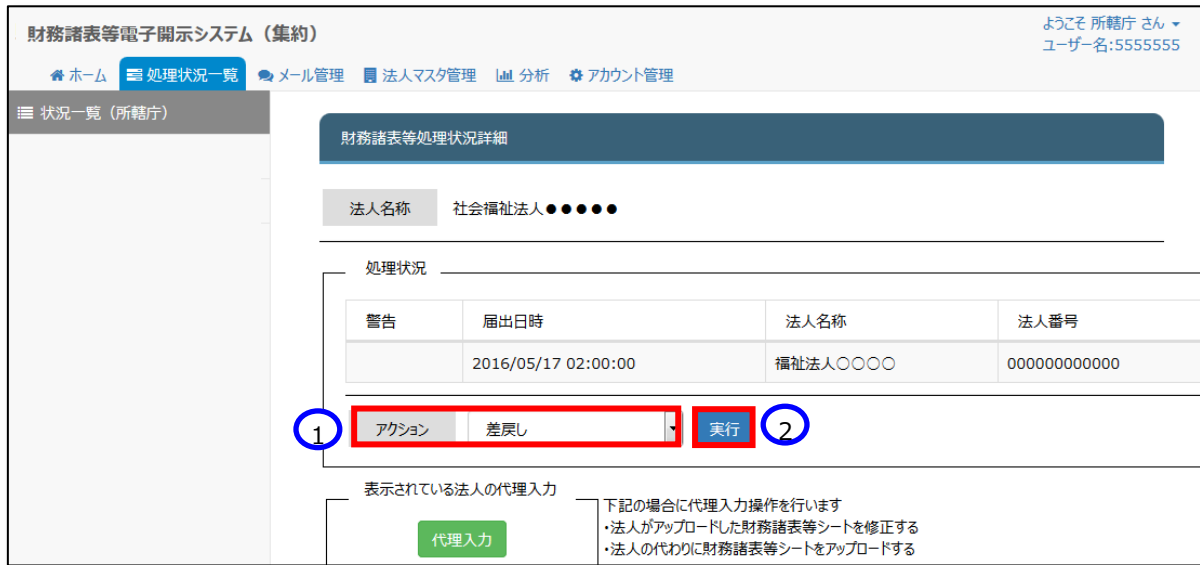 財務諸表等電子開示システム（集約）
ようこそ 所轄庁 さん
ユーザー名:5555555
ホーム 処理状況一覧 メール管理 法人マスタ管理 分析 アカウント管理
状況一覧（所轄庁）
財務諸表等処理状況詳細
法人名称 社会福祉法人●●●●●
処理状況
警告 届出日時 法人名称 法人番号
2016/05/17 02:00:00 福祉法人○○○○ 000000000000
1 アクション 差戻し 実行 2
表示されている法人の代理入力
代理入力
下記の場合に代理入力操作を行います
・法人がアップロードした財務諸表等シートを修正する
・法人の代わりに財務諸表等シートをアップロードする